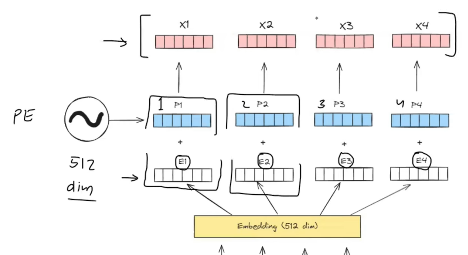 X1 X2 X3 X4
1 P1 2 P2 3 P3 4 P4
PE
+ + + +
512
dim
E1 E2 E3 E4
Embedding (512 dim)